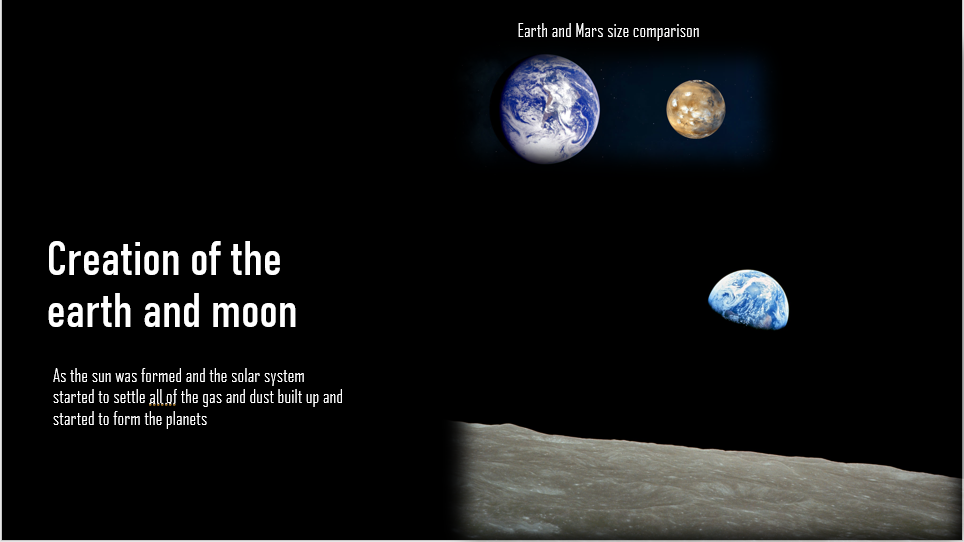 Earth and Mars size comparison
Creation of the
earth and moon
As the sun was formed and the solar system
started to settle all of the gas and dust built up and
started to form the planets